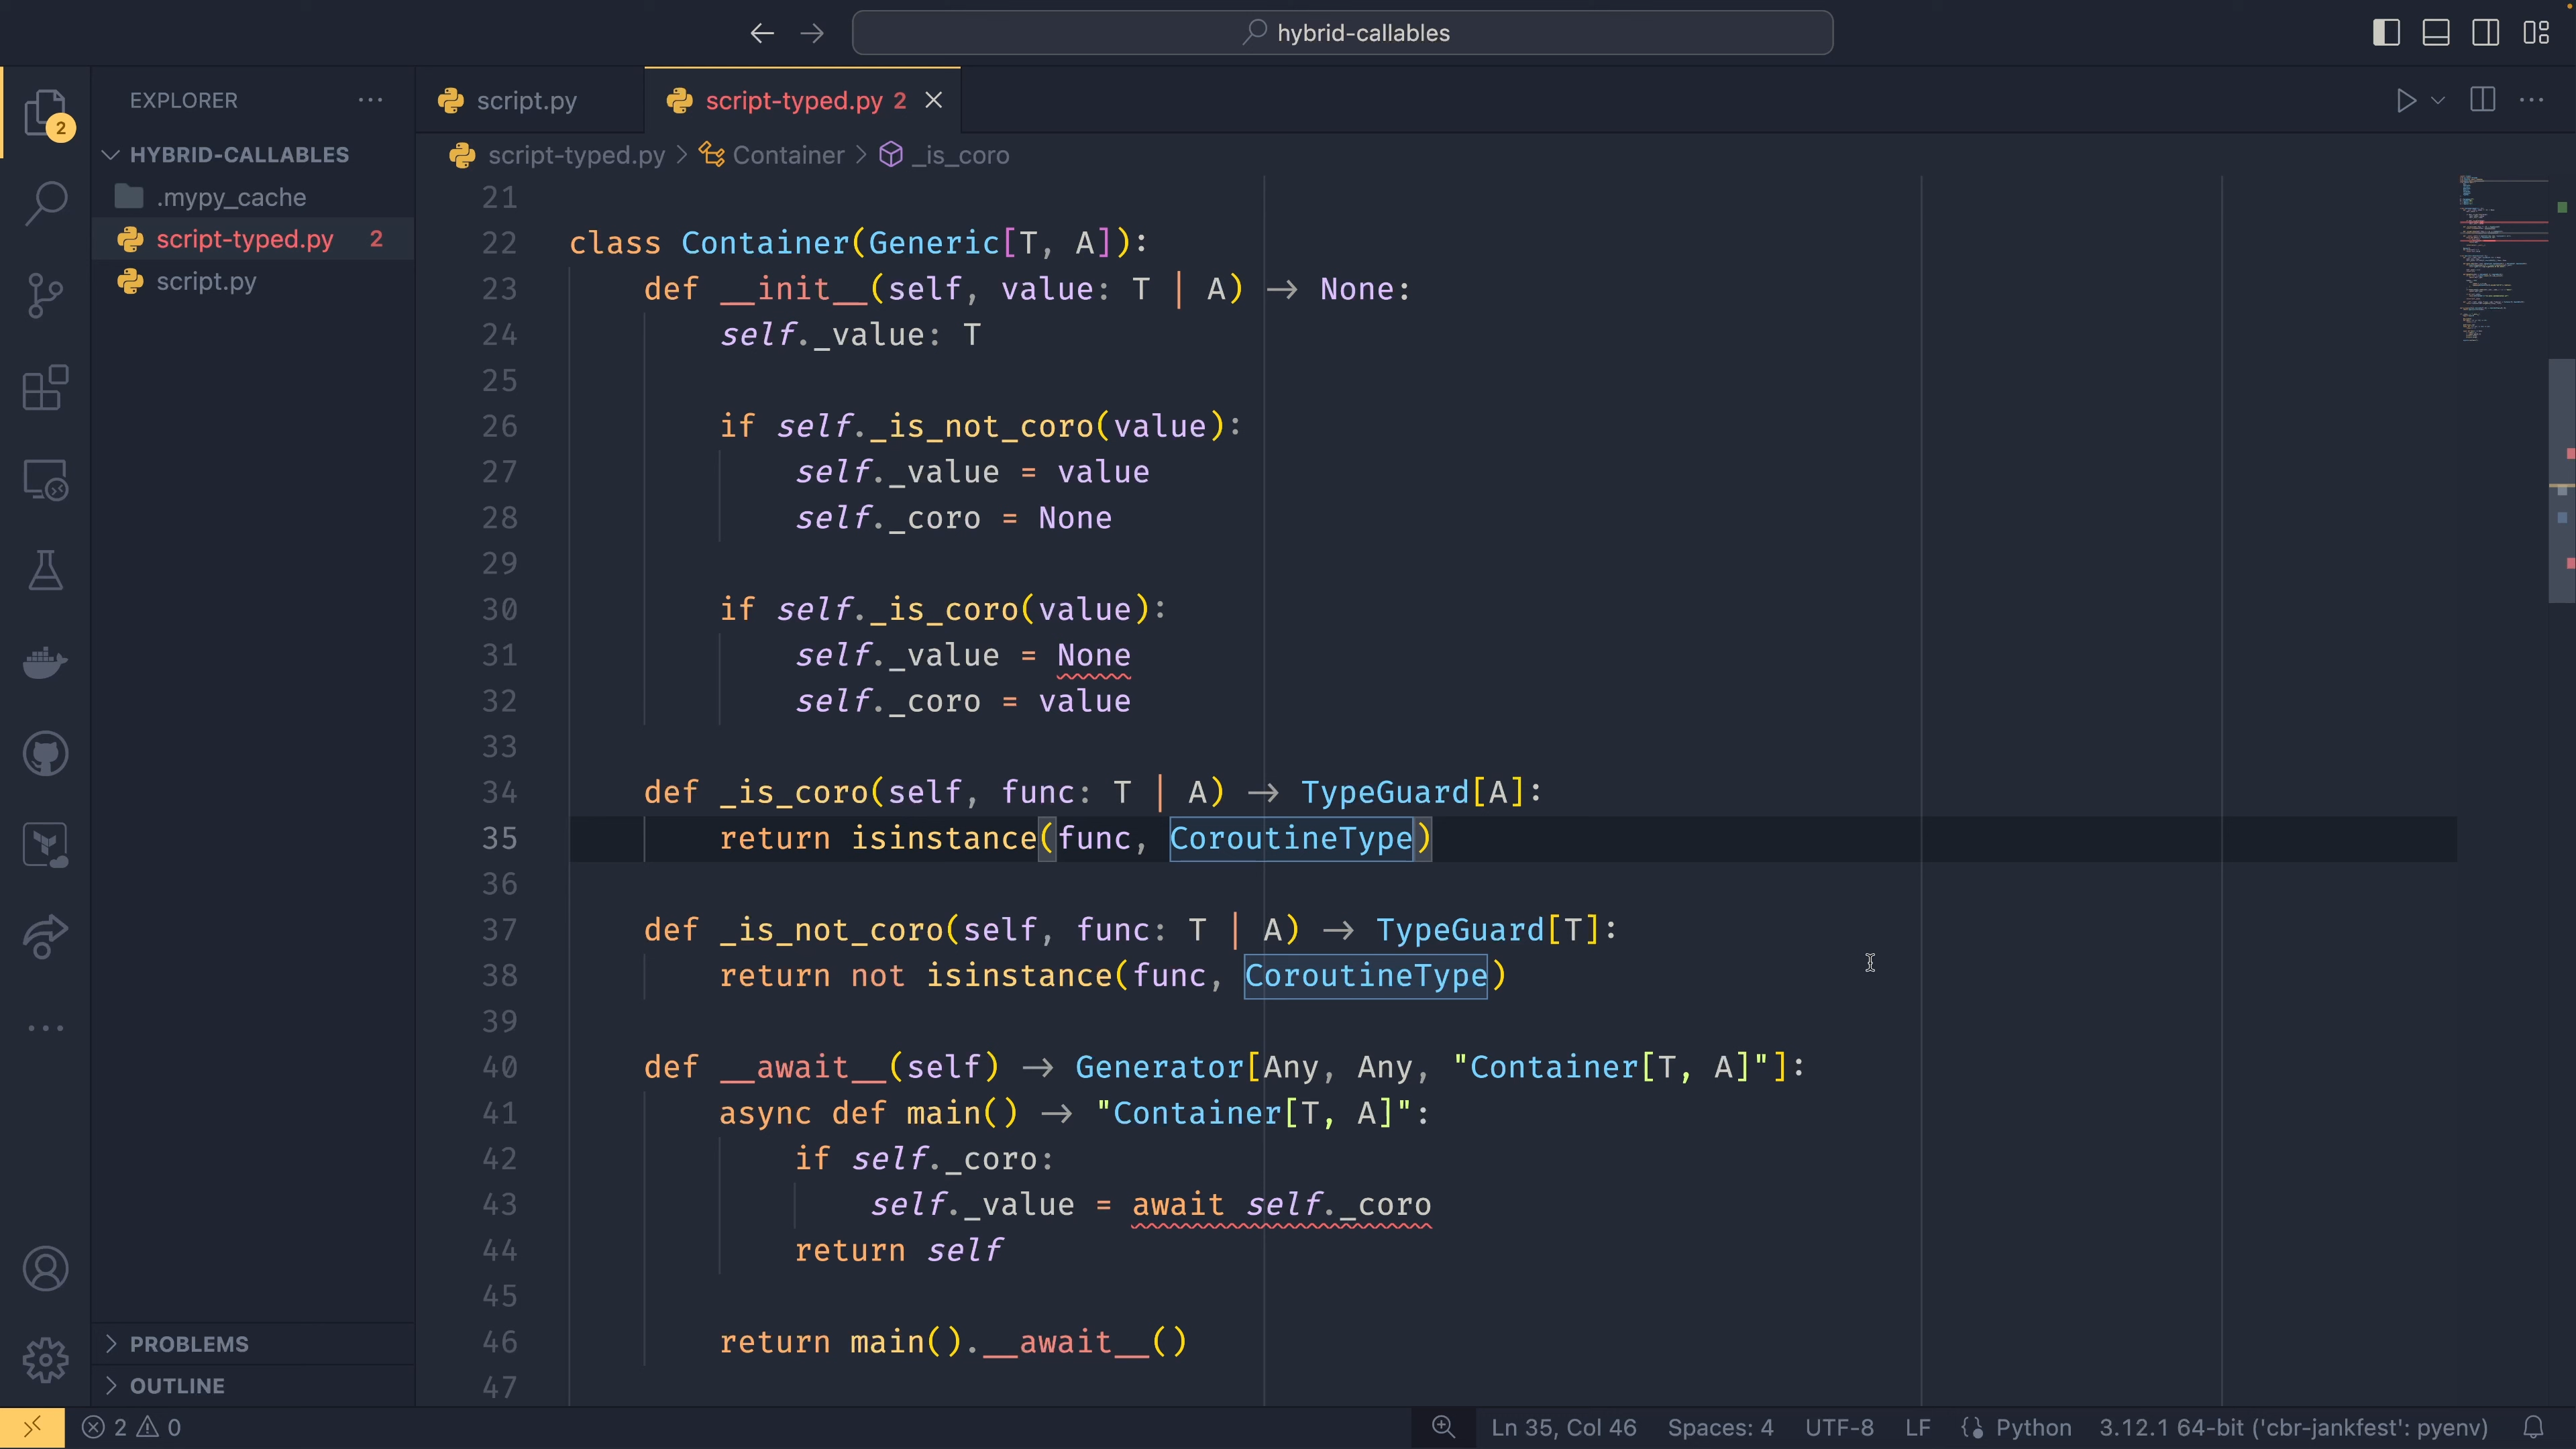 hybrid-callables
EXPLORER
script.py
script-typed.py 2
HYBRID-CALLABLES
.mypy_cache
script-typed.py 2
script.py
2
PROBLEMS
OUTLINE
script-typed.py > Container > _is_coro
21
22 class Container(Generic[T, A]):
23 def __init__(self, value: T | A) → None:
24 self._value: T
25
26 if self._is_not_coro(value):
27 self._value = value
28 self._coro = None
29
30 if self._is_coro(value):
31 self._value = None
32 self._coro = value
33
34 def _is_coro(self, func: T | A) → TypeGuard[A]:
35 return isinstance(func, CoroutineType)
36
37 def _is_not_coro(self, func: T | A) → TypeGuard[T]:
38 return not isinstance(func, CoroutineType)
39
40 def __await__(self) → Generator[Any, Any, "Container[T, A]"]:
41 async def main() → "Container[T, A]":
42 if self._coro:
43 self._value = await self._coro
44 return self
45
46 return main().__await__()
47
2 0 Ln 35, Col 46 Spaces: 4 UTF-8 LF Python 3.12.1 64-bit ('cbr-jankfest': pyenv)